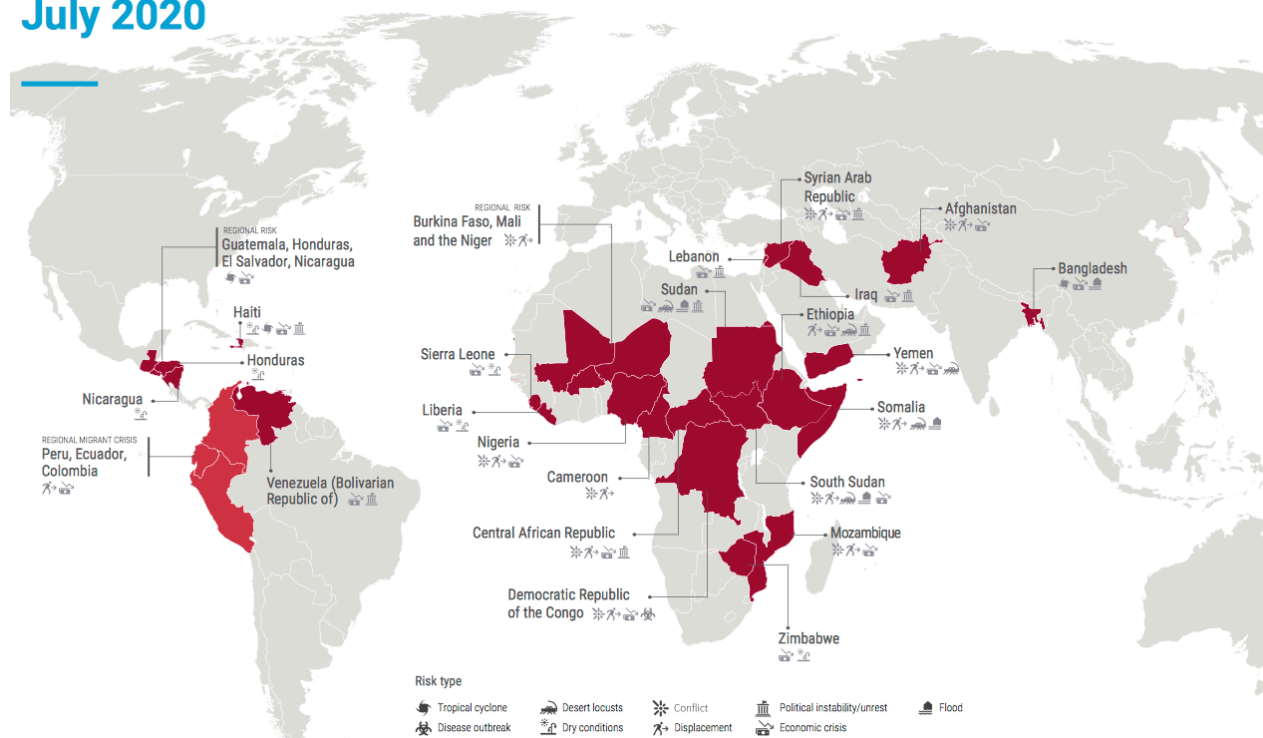 July 2020
Syrian Arab
Republic
REGIONAL RISK
Burkina Faso, Mali
and the Niger
Afghanistan
REGIONAL RISK
Guatemala, Honduras,
El Salvador, Nicaragua
Lebanon
Bangladesh
Sudan
Iraq
Haiti
Ethiopia
Sierra Leone
Yemen
Honduras
Nicaragua
Liberia
Somalia
REGIONAL MIGRANT CRISIS
Peru, Ecuador,
Colombia
Nigeria
Venezuela (Bolivarian
Republic of)
Cameroon
South Sudan
Central African Republic
Mozambique
Democratic Republic
of the Congo
Zimbabwe
Risk type
Tropical cyclone
Desert locusts
Conflict
Political instability/unrest
Flood
Disease outbreak
Dry conditions
Displacement
Economic crisis